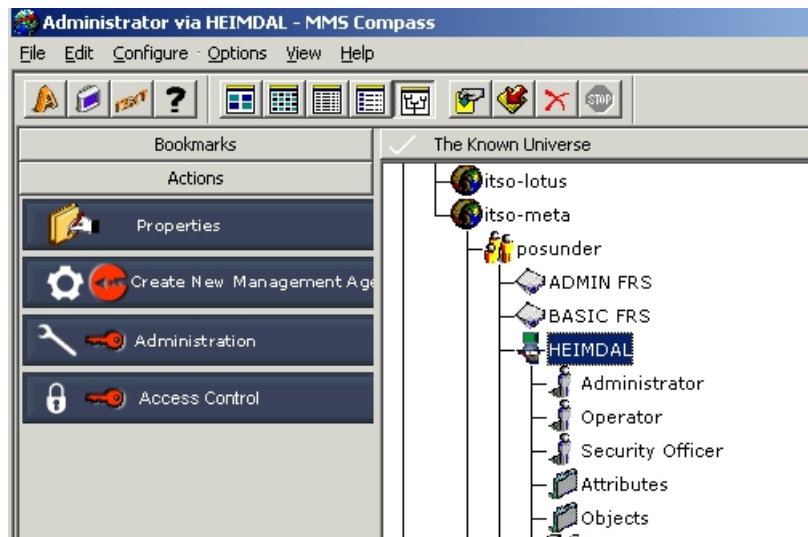 Administrator via HEIMDAL - MMS Compass
File Edit Configure Options View Help
STOP
Bookmarks
Actions
Properties
Create New Management Age
Administration
Access Control
The Known Universe
itso-lotus
itso-meta
posunder
ADMIN FRS
BASIC FRS
HEIMDAL
Administrator
Operator
Security Officer
Attributes
Objects